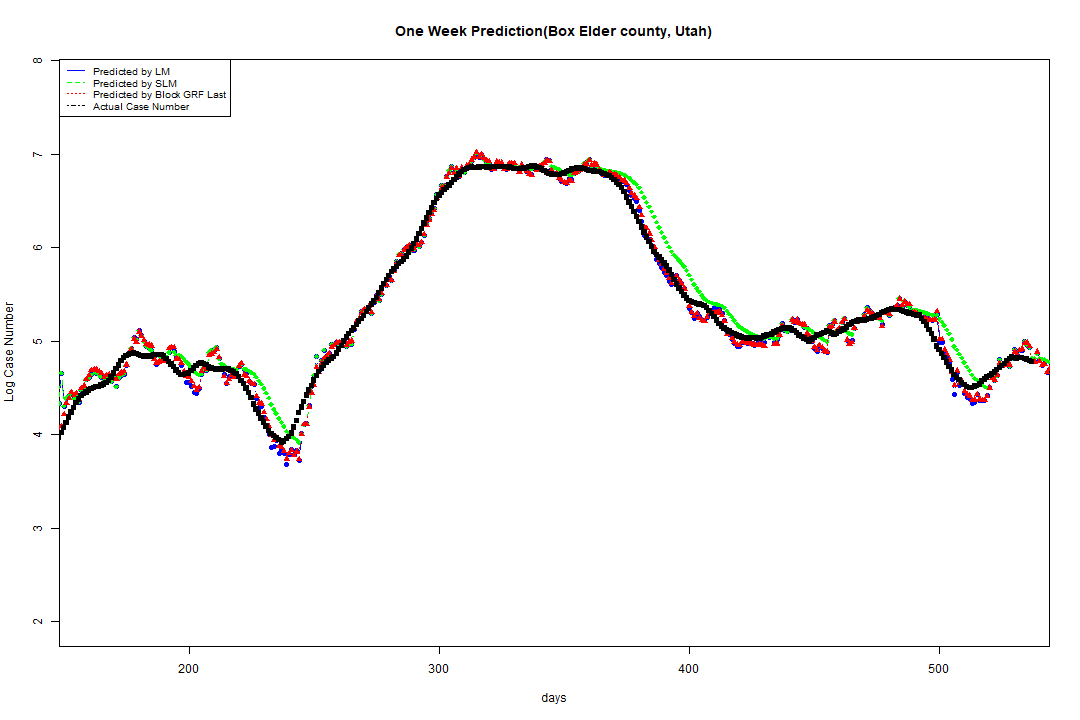 One Week Prediction(Box Elder county, Utah)
Predicted by LM
Predicted by SLM
Predicted by Block GRF Last
Actual Case Number
8
7
6
5
4
3
2
Log Case Number
200
300
400
500
days